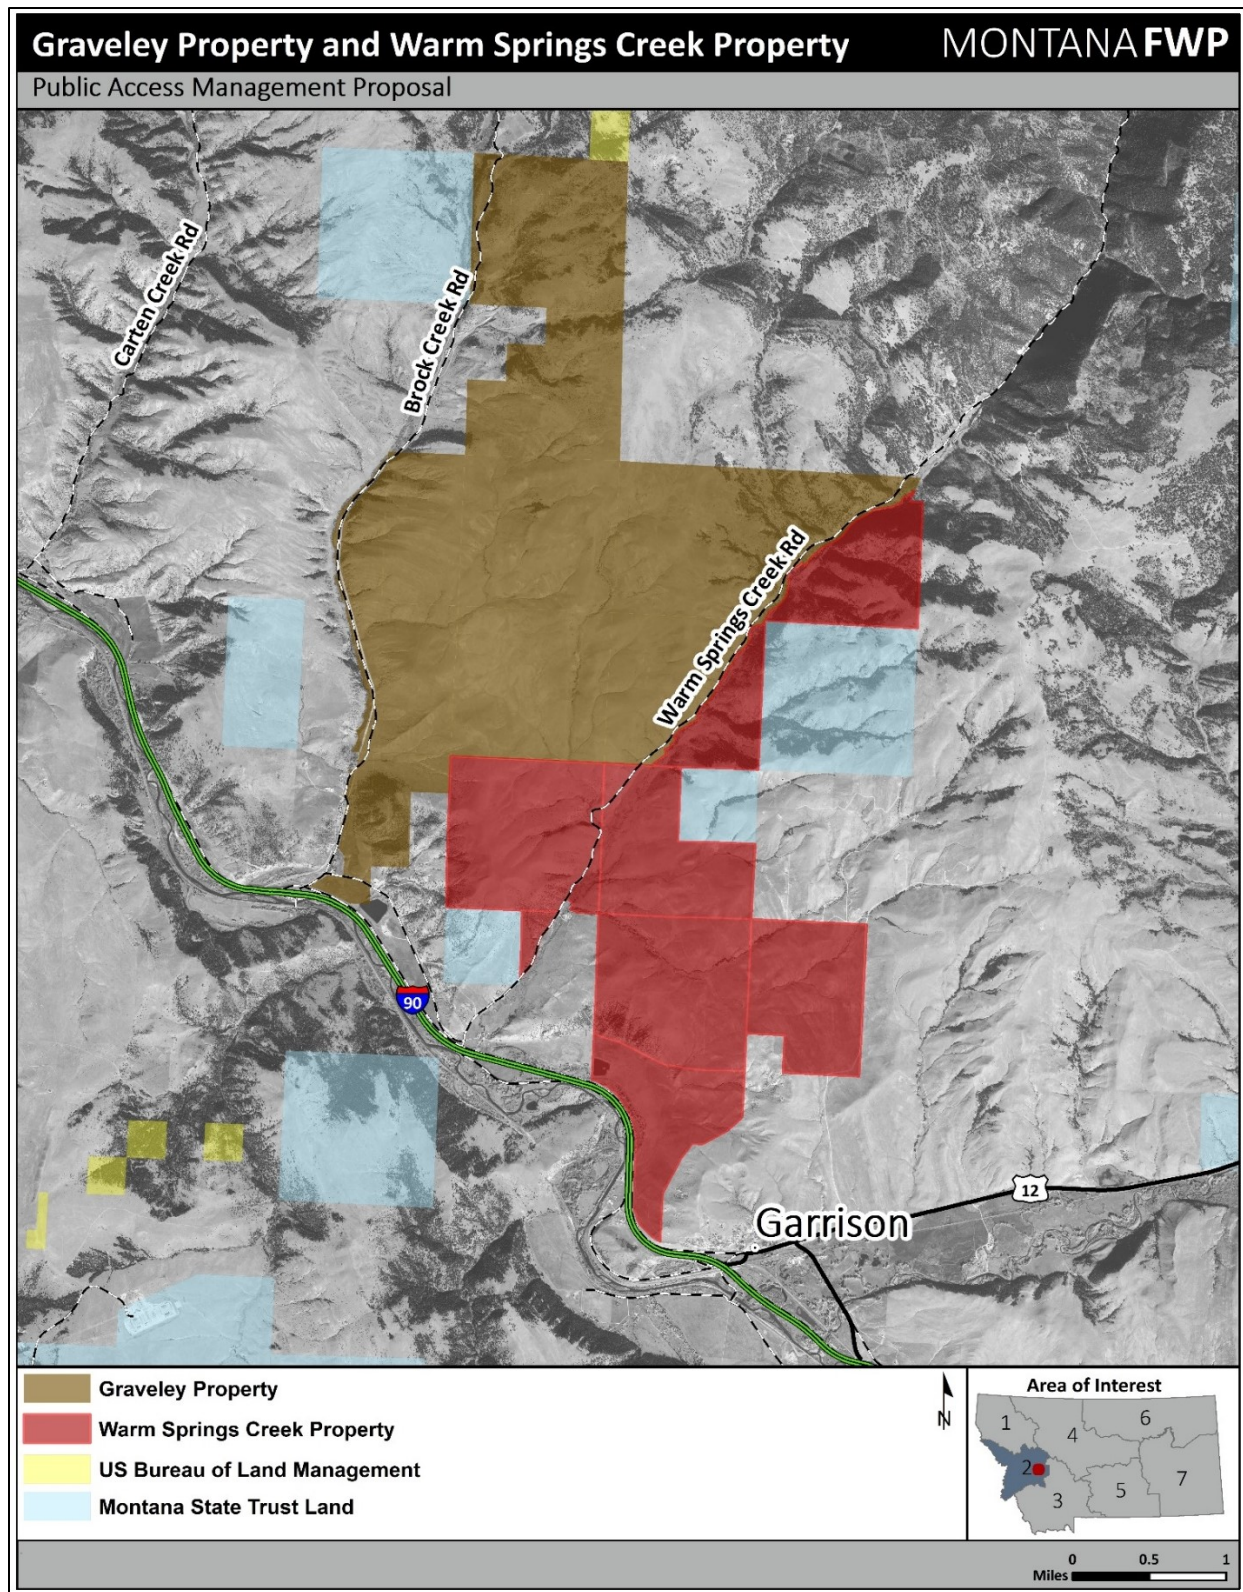 Graveley Property and Warm Springs Creek Property
MONTANA FWP
Public Access Management Proposal
Carten Creek Rd
Brock Creek Rd
Warm Springs Creek Rd
90
12
Garrison
Graveley Property
Warm Springs Creek Property
US Bureau of Land Management
Montana State Trust Land
N
Area of Interest
1
6
4
2
7
5
3
0 0.5 1
Miles